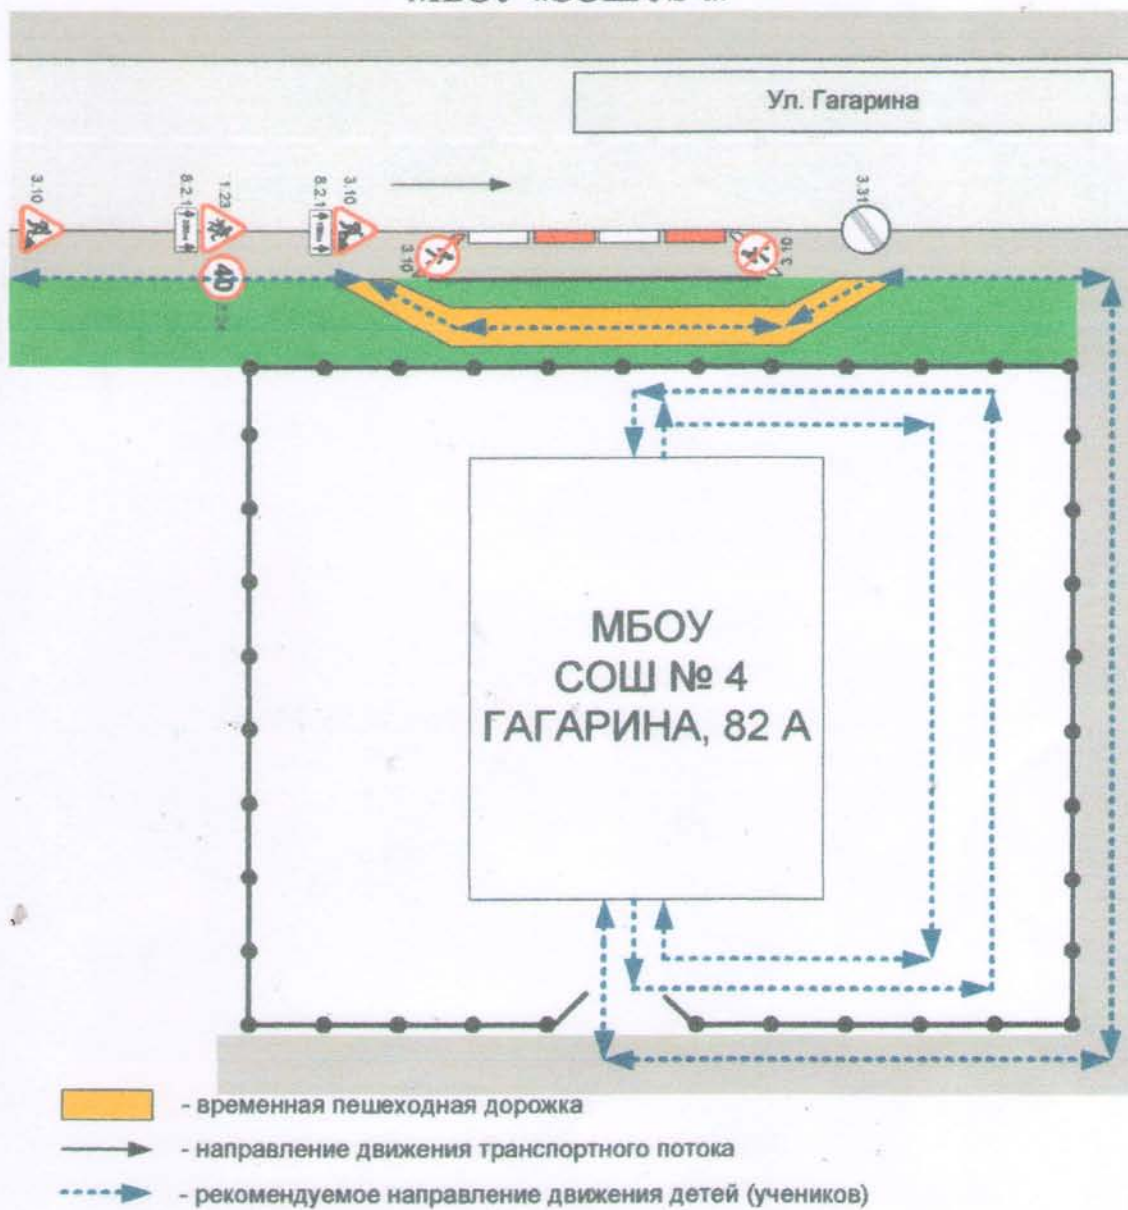 Ул. Гагарина
3.10
8.2.1
1.23
8.2.1
3.10
3.31
3.10
3.10
40
МБОУ
СОШ № 4
ГАГАРИНА, 82 А
- временная пешеходная дорожка
- направление движения транспортного потока
- рекомендуемое направление движения детей (учеников)